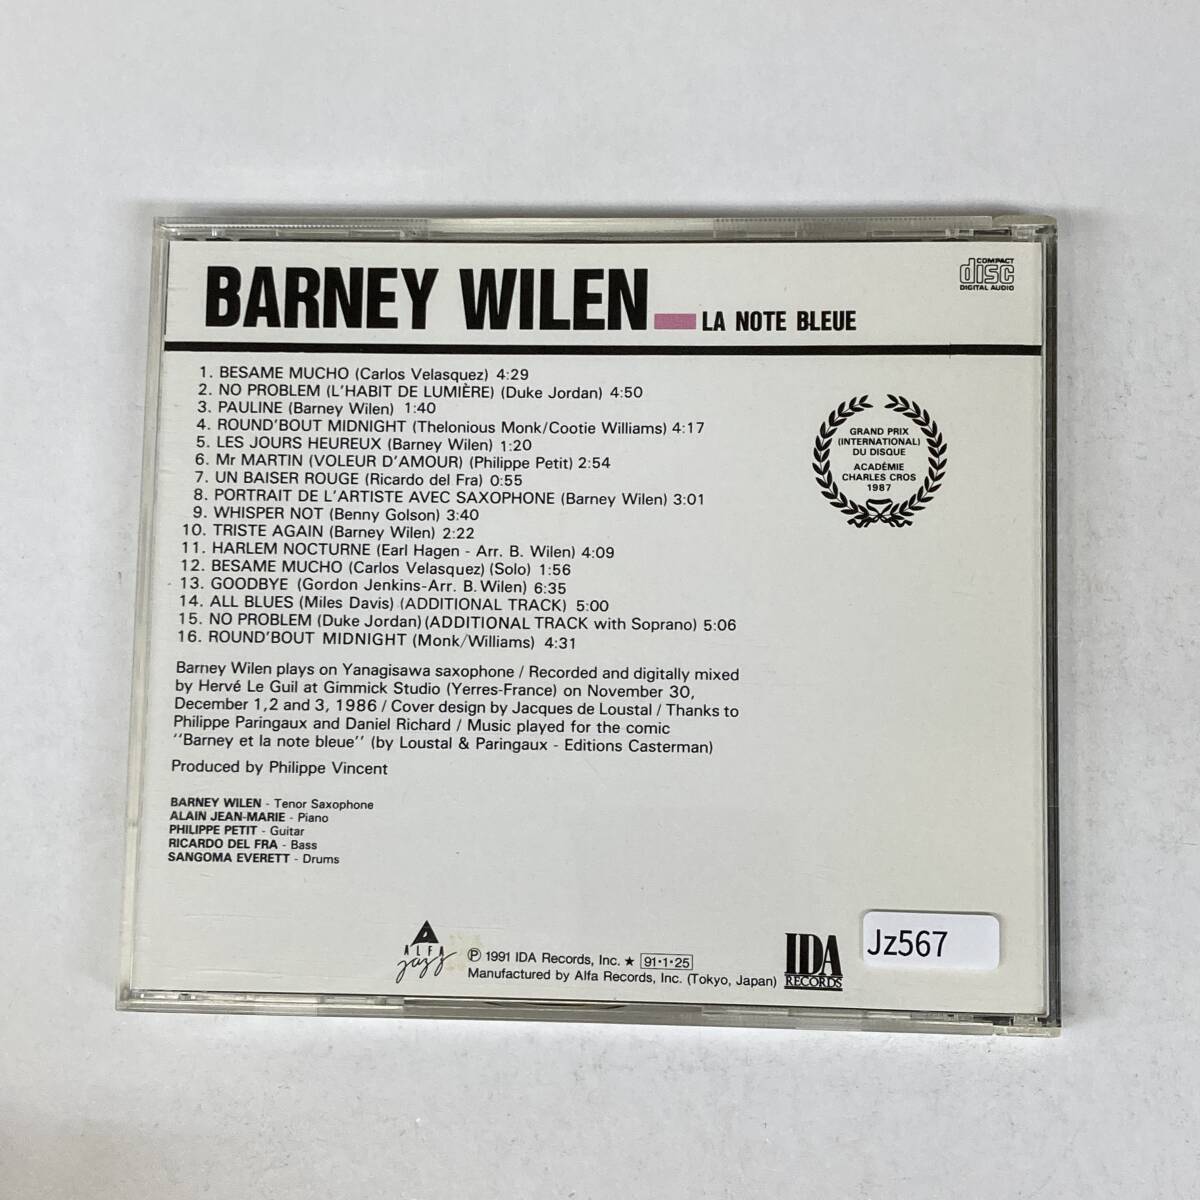 BARNEY WILEN LA NOTE BLEUE
COMPACT
disc
DIGITAL AUDIO
1. BESAME MUCHO (Carlos Velasquez) 4:29
2. NO PROBLEM (L'HABIT DE LUMIÈRE) (Duke Jordan) 4:50
3. PAULINE (Barney Wilen) 1:40
4. ROUND'BOUT MIDNIGHT (Thelonious Monk/Cootie Williams) 4:17
5. LES JOURS HEUREUX (Barney Wilen) 1:20
6. Mr MARTIN (VOLEUR D'AMOUR) (Philippe Petit) 2:54
7. UN BAISER ROUGE (Ricardo del Fra) 0:55
8. PORTRAIT DE L'ARTISTE AVEC SAXOPHONE (Barney Wilen) 3:01
9. WHISPER NOT (Benny Golson) 3:40
10. TRISTE AGAIN (Barney Wilen) 2:22
11. HARLEM NOCTURNE (Earl Hagen - Arr. B. Wilen) 4:09
12. BESAME MUCHO (Carlos Velasquez) (Solo) 1:56
13. GOODBYE (Gordon Jenkins-Arr. B. Wilen) 6:35
14. ALL BLUES (Miles Davis) (ADDITIONAL TRACK) 5:00
15. NO PROBLEM (Duke Jordan) (ADDITIONAL TRACK with Soprano) 5:06
16. ROUND'BOUT MIDNIGHT (Monk/Williams) 4:31
GRAND PRIX
(INTERNATIONAL)
DU DISQUE
ACADÉMIE
CHARLES CROS
1987
Barney Wilen plays on Yanagisawa saxophone / Recorded and digitally mixed
by Hervé Le Guil at Gimmick Studio (Yerres-France) on November 30,
December 1,2 and 3, 1986 / Cover design by Jacques de Loustal / Thanks to
Philippe Paringaux and Daniel Richard / Music played for the comic
''Barney et la note bleue'' (by Loustal & Paringaux - Editions Casterman)
Produced by Philippe Vincent
BARNEY WILEN - Tenor Saxophone
ALAIN JEAN-MARIE - Piano
PHILIPPE PETIT - Guitar
RICARDO DEL FRA - Bass
SANGOMA EVERETT - Drums
ALFA
jazz
℗ 1991 IDA Records, Inc. ★ 91·1·25
Manufactured by Alfa Records, Inc. (Tokyo, Japan)
IDA
RECORDS
Jz567